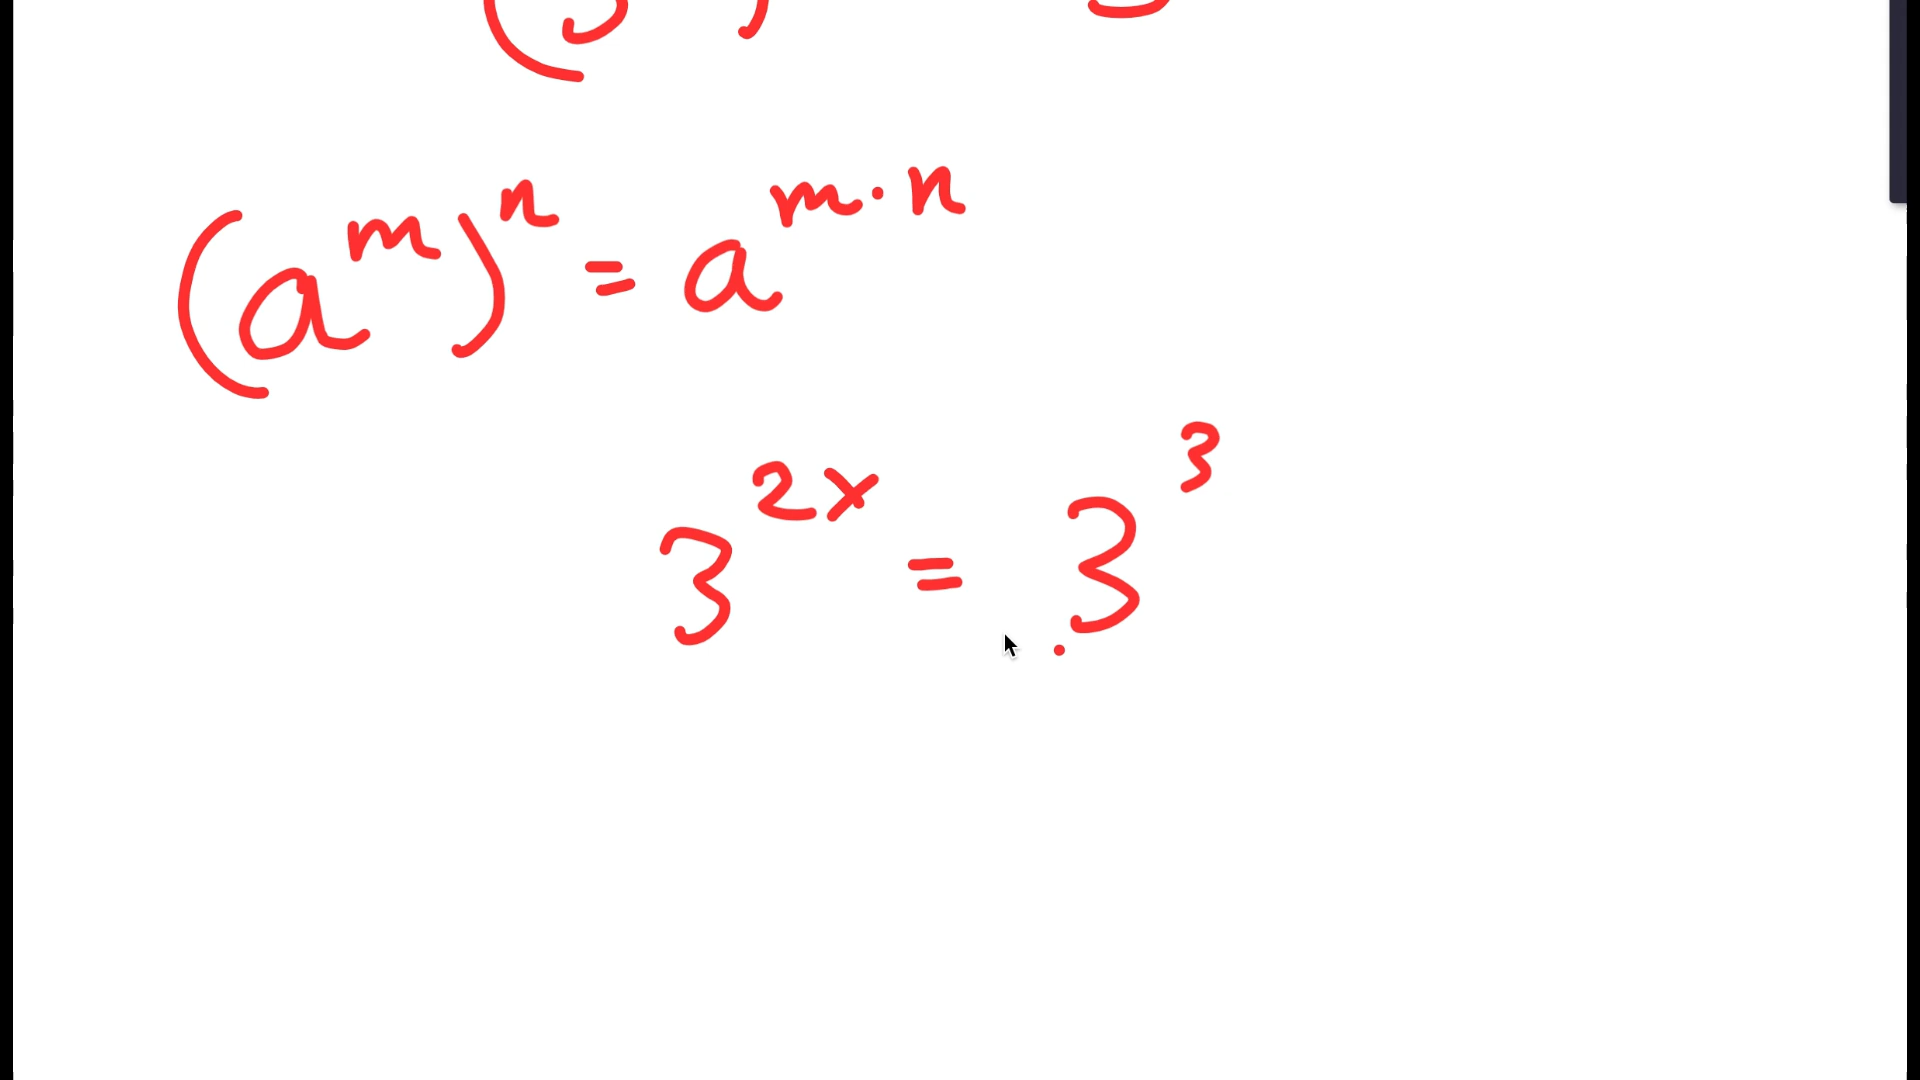 (a^m)^n = a^{m·n}
3^{2x} = 3^3